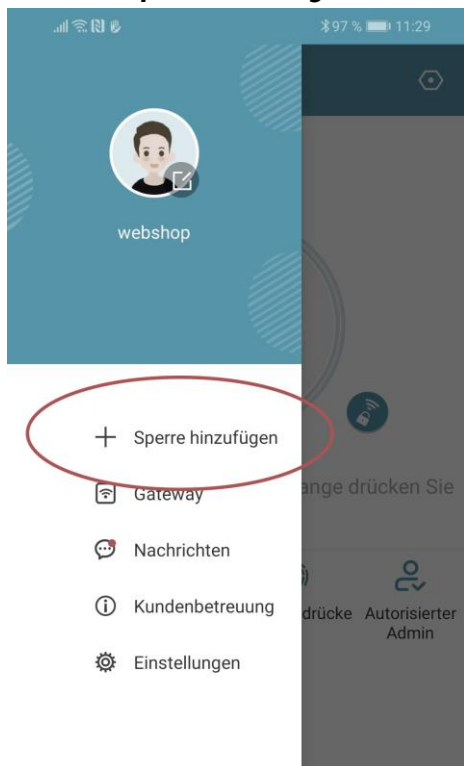 97 % 11:29
webshop
Sperre hinzufügen
Gateway
ange drücken Sie
Nachrichten
Kundenbetreuung
drücke Autorisierter
Admin
Einstellungen